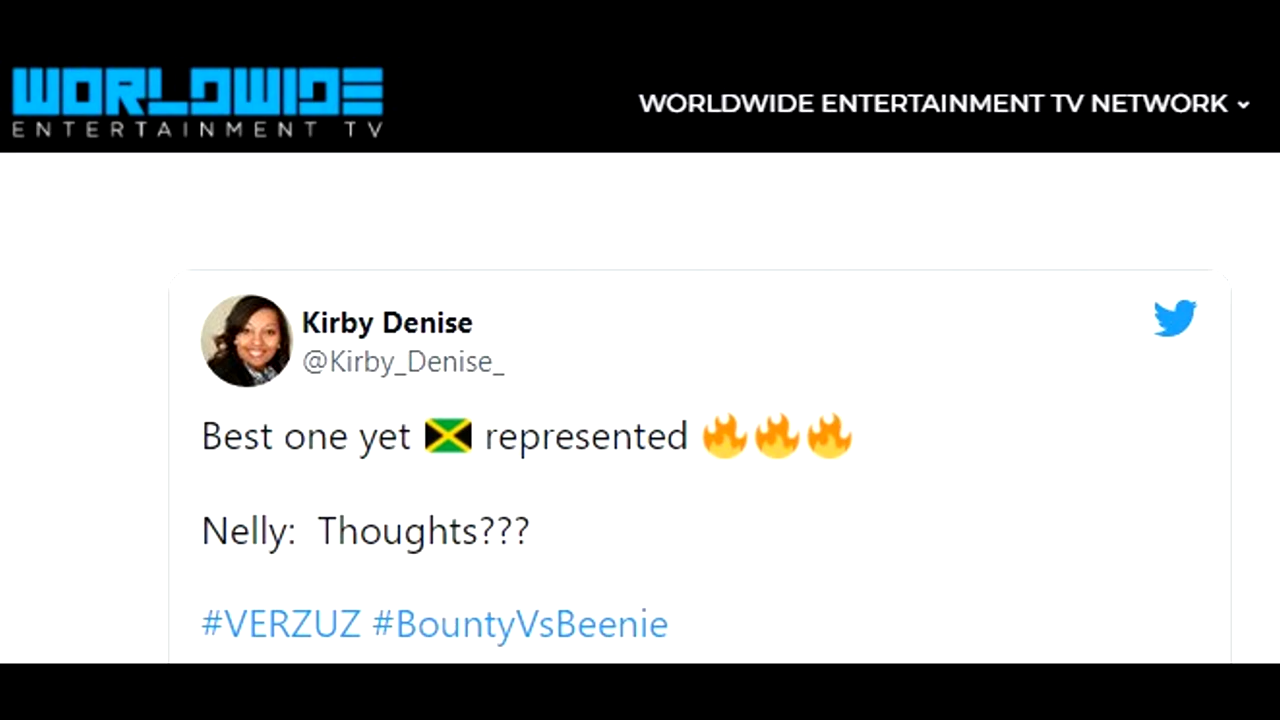 WORLDWIDE
ENTERTAINMENT TV
WORLDWIDE ENTERTAINMENT TV NETWORK
Kirby Denise
@Kirby_Denise_
Best one yet 🇯🇲 represented 🔥🔥🔥
Nelly: Thoughts???
#VERZUZ #BountyVsBeenie